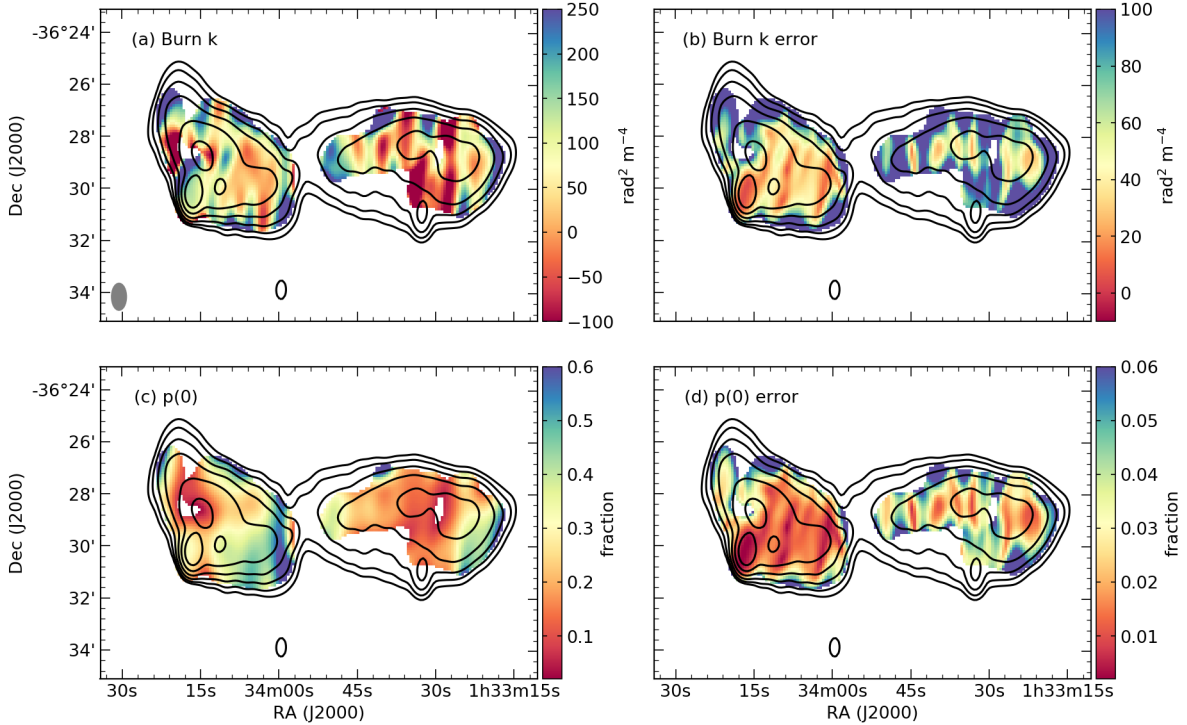 (a) Burn k
-36°24'
26'
28'
30'
32'
34'
Dec (J2000)
250
200
150
100
50
0
−50
−100
rad² m⁻⁴
(b) Burn k error
100
80
60
40
20
0
rad² m⁻⁴
(c) p(0)
-36°24'
26'
28'
30'
32'
34'
Dec (J2000)
30s 15s 34m00s 45s 30s 1h33m15s
RA (J2000)
0.6
0.5
0.4
0.3
0.2
0.1
fraction
(d) p(0) error
30s 15s 34m00s 45s 30s 1h33m15s
RA (J2000)
0.06
0.05
0.04
0.03
0.02
0.01
fraction